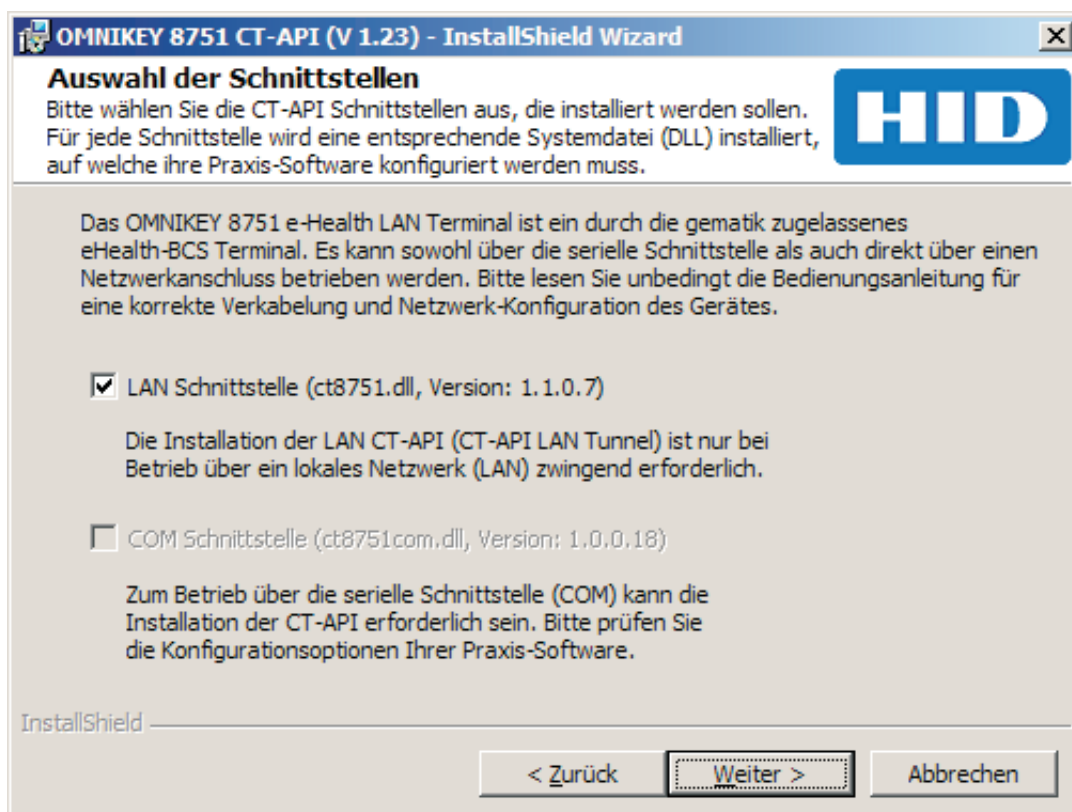 OMNIKEY 8751 CT-API (V 1.23) - InstallShield Wizard
Auswahl der Schnittstellen
Bitte wählen Sie die CT-API Schnittstellen aus, die installiert werden sollen.
Für jede Schnittstelle wird eine entsprechende Systemdatei (DLL) installiert,
auf welche ihre Praxis-Software konfiguriert werden muss.
HID
Das OMNIKEY 8751 e-Health LAN Terminal ist ein durch die gematik zugelassenes
eHealth-BCS Terminal. Es kann sowohl über die serielle Schnittstelle als auch direkt über einen
Netzwerkanschluss betrieben werden. Bitte lesen Sie unbedingt die Bedienungsanleitung für
eine korrekte Verkabelung und Netzwerk-Konfiguration des Gerätes.
LAN Schnittstelle (ct8751.dll, Version: 1.1.0.7)
Die Installation der LAN CT-API (CT-API LAN Tunnel) ist nur bei
Betrieb über ein lokales Netzwerk (LAN) zwingend erforderlich.
COM Schnittstelle (ct8751com.dll, Version: 1.0.0.18)
Zum Betrieb über die serielle Schnittstelle (COM) kann die
Installation der CT-API erforderlich sein. Bitte prüfen Sie
die Konfigurationsoptionen Ihrer Praxis-Software.
InstallShield
< Zurück
Weiter >
Abbrechen